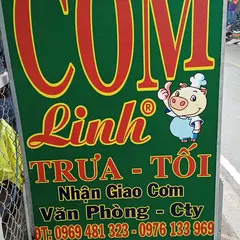 CƠM
Linh®
TRƯA - TỐI
Nhận Giao Cơm
Văn Phòng - Cty
ĐT: 0969 481 323 - 0976 133 969